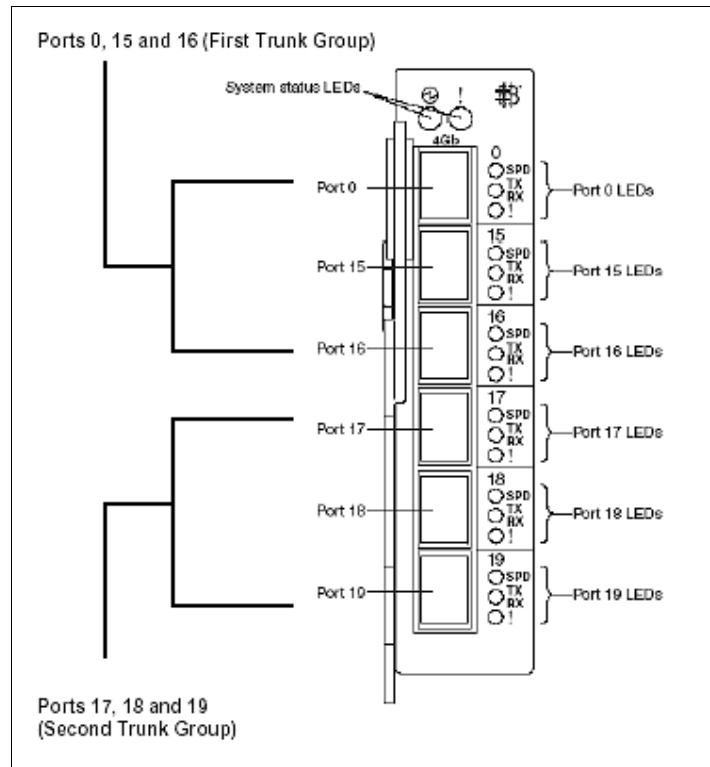 Ports 0, 15 and 16 (First Trunk Group)
System status LEDs
!
4Gb
Port 0
0
SPD
TX
RX
!
Port 0 LEDs
Port 15
15
SPD
TX
RX
!
Port 15 LEDs
Port 16
16
SPD
TX
RX
!
Port 16 LEDs
Port 17
17
SPD
TX
RX
!
Port 17 LEDs
Port 18
18
SPD
TX
RX
!
Port 18 LEDs
Port 19
19
SPD
TX
RX
!
Port 19 LEDs
Ports 17, 18 and 19
(Second Trunk Group)